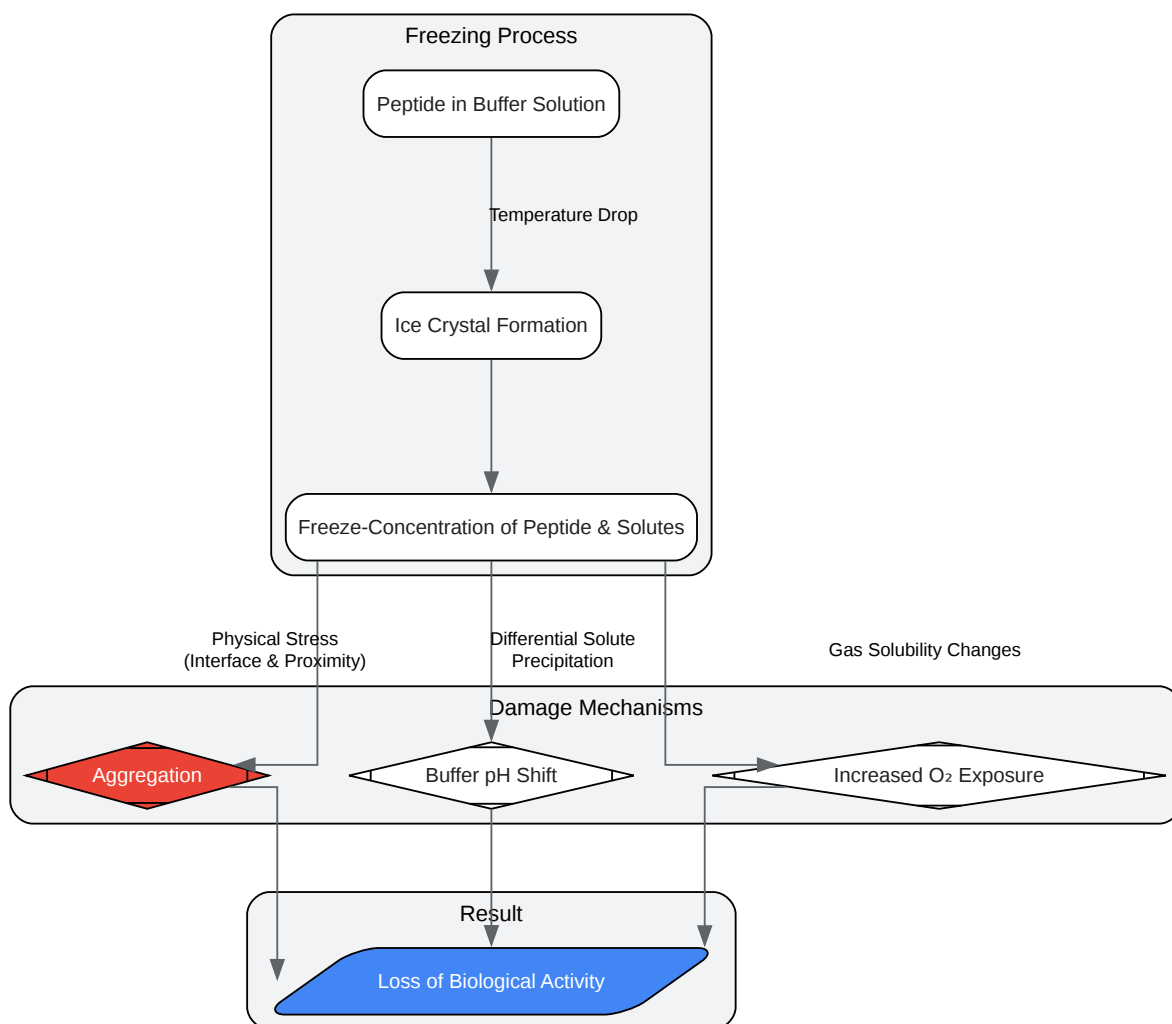 Freezing Process
Peptide in Buffer Solution
Temperature Drop
Ice Crystal Formation
Freeze-Concentration of Peptide & Solutes
Physical Stress
(Interface & Proximity)
Differential Solute
Precipitation
Gas Solubility Changes
Damage Mechanisms
Aggregation
Buffer pH Shift
Increased O₂ Exposure
Result
Loss of Biological Activity